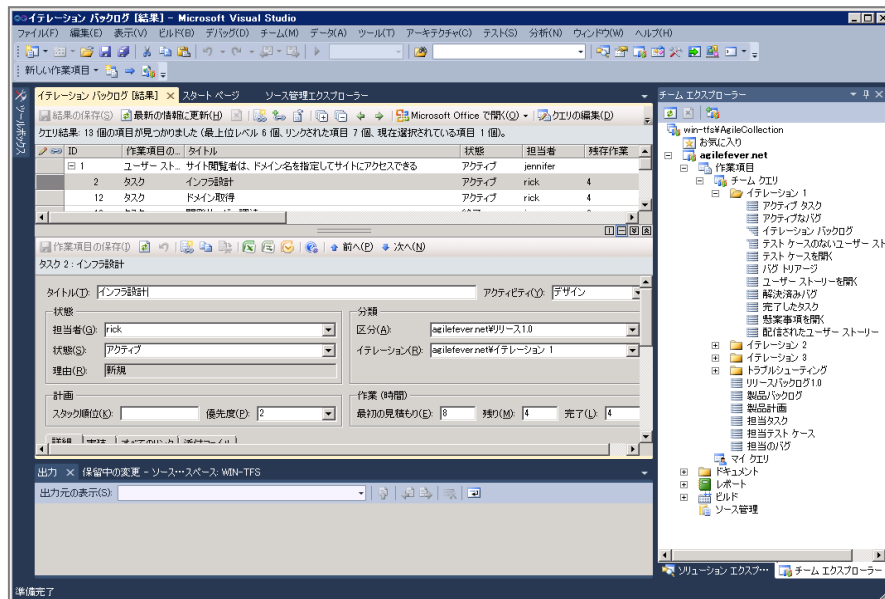 イテレーション バックログ [結果] - Microsoft Visual Studio
ファイル(F) 編集(E) 表示(V) ビルド(B) デバッグ(D) チーム(M) データ(A) ツール(T) アーキテクチャ(C) テスト(S) 分析(N) ウィンドウ(W) ヘルプ(H)
新しい作業項目
イテレーション バックログ [結果] スタート ページ ソース管理エクスプローラー
ツールボックス
結果の保存(S) 最新の情報に更新(H) Microsoft Office で開く(O) クエリの編集(D)
クエリ結果: 13 個の項目が見つかりました (最上位レベル 6 個、リンクされた項目 7 個、現在選択されている項目 1 個)。
ID 作業項目の... タイトル 状態 担当者 残存作業
1 ユーザー スト... サイト閲覧者は、ドメイン名を指定してサイトにアクセスできる アクティブ jennifer
2 タスク インフラ設計 アクティブ rick 4
12 タスク ドメイン取得 アクティブ rick 4
作業項目の保存(I) 前へ(P) 次へ(N)
タスク 2 : インフラ設計
タイトル(T): インフラ設計 アクティビティ(Y): デザイン
状態
担当者(G): rick
状態(S): アクティブ
理由(R): 新規
分類
区分(A): agilefever.net¥リリース1.0
イテレーション(R): agilefever.net¥イテレーション 1
計画
スタック順位(K): 優先度(P): 2
作業 (時間)
最初の見積もり(E): 8 残り(M): 4 完了(L): 4
詳細 実装 すべてのリンク 添付ファイル
出力 保留中の変更 - ソース…スペース: WIN-TFS
出力元の表示(S):
チーム エクスプローラー
win-tfs¥AgileCollection
お気に入り
agilefever.net
作業項目
チーム クエリ
イテレーション 1
アクティブ タスク
アクティブなバグ
イテレーション バックログ
テスト ケースのないユーザー スト
テスト ケースを開く
バグ トリアージ
ユーザー ストーリーを開く
解決済みバグ
完了したタスク
懸案事項を開く
配信されたユーザー ストーリー
イテレーション 2
イテレーション 3
トラブルシューティング
リリースバックログ1.0
製品バックログ
製品計画
担当タスク
担当テスト ケース
担当のバグ
マイ クエリ
ドキュメント
レポート
ビルド
ソース管理
ソリューション エクスプ… チーム エクスプローラー
準備完了